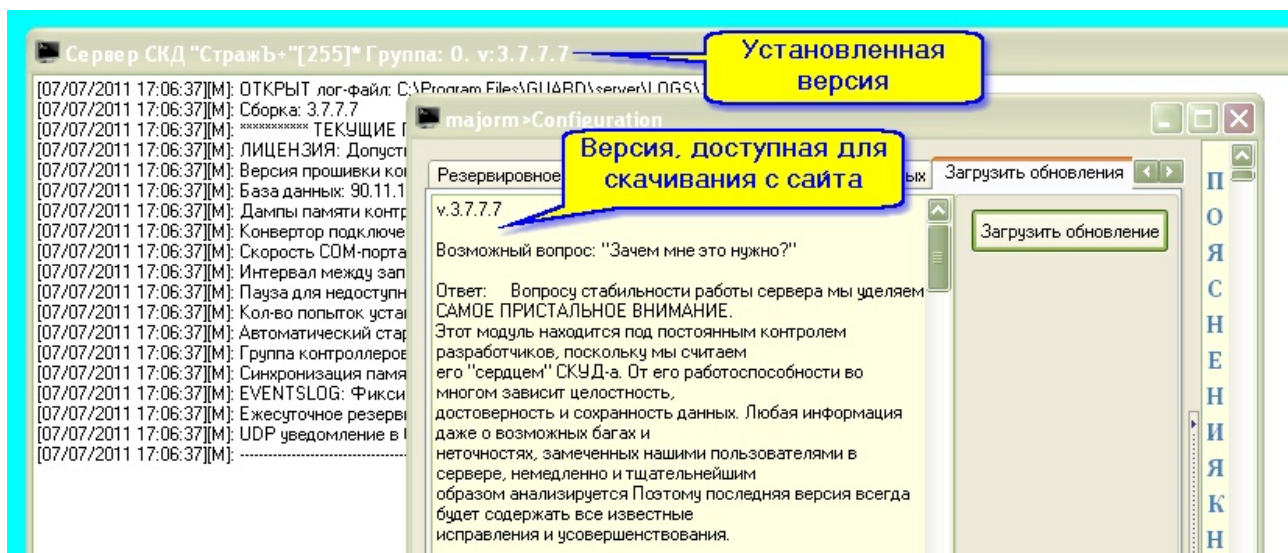 Сервер СКД "СтражЪ+"[255]* Группа: 0. v:3.7.7.7
Установленная
версия
[07/07/2011 17:06:37][M]: ОТКРЫТ лог-файл: C:\Program Files\GUARD\server\LOGS\
[07/07/2011 17:06:37][M]: Сборка: 3.7.7.7
[07/07/2011 17:06:37][M]: *********** ТЕКУЩИЕ
[07/07/2011 17:06:37][M]: ЛИЦЕНЗИЯ:
[07/07/2011 17:06:37][M]: Версия прошивки
[07/07/2011 17:06:37][M]: База данных: 90.11.1
[07/07/2011 17:06:37][M]: Дампы памяти
[07/07/2011 17:06:37][M]: Конвертор
[07/07/2011 17:06:37][M]: Скорость COM-порта
[07/07/2011 17:06:37][M]: Интервал между
[07/07/2011 17:06:37][M]: Пауза для
[07/07/2011 17:06:37][M]: Кол-во попыток
[07/07/2011 17:06:37][M]: Автоматический
[07/07/2011 17:06:37][M]: Группа контроллеров
[07/07/2011 17:06:37][M]: Синхронизация
[07/07/2011 17:06:37][M]: EVENTSLOG:
[07/07/2011 17:06:37][M]: Ежесуточное
[07/07/2011 17:06:37][M]: UDP уведомление в
[07/07/2011 17:06:37][M]: ----------------------------------------
majorm>Configuration
Версия, доступная для
скачивания с сайта
Резервировное
ых
Загрузить обновления
v.3.7.7.7
Возможный вопрос: "Зачем мне это нужно?"
Ответ: Вопросу стабильности работы сервера мы уделяем
САМОЕ ПРИСТАЛЬНОЕ ВНИМАНИЕ.
Этот модуль находится под постоянным контролем
разработчиков, поскольку мы считаем
его "сердцем" СКУД-а. От его работоспособности во
многом зависит целостность,
достоверность и сохранность данных. Любая информация
даже о возможных багах и
неточностях, замеченных нашими пользователями в
сервере, немедленно и тщательнейшим
образом анализируется Поэтому последняя версия всегда
будет содержать все известные
исправления и усовершенствования.
Загрузить обновление
П
О
Я
С
Н
Е
Н
И
Я
К
Н